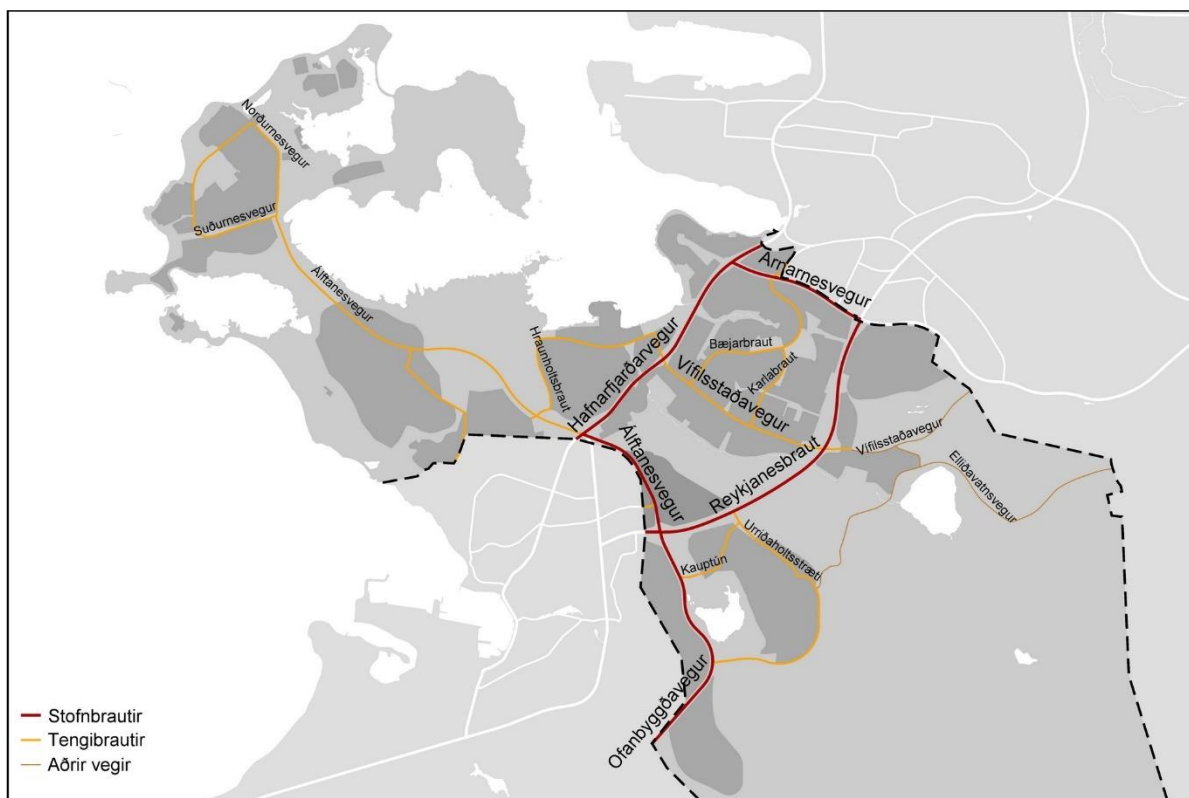 Norðurnesvegur
Suðurnesvegur
Álftanesvegur
Hraunholtsbraut
Hafnarfjarðarvegur
Arnarnesvegur
Bæjarbraut
Karlabraut
Vífilsstaðavegur
Álftanesvegur
Reykjanesbraut
Vífilsstaðavegur
Elliðavatnsvegur
Urriðaholtsstræti
Kauptún
Ofanbyggðavegur
Stofnbrautir
Tengibrautir
Aðrir vegir